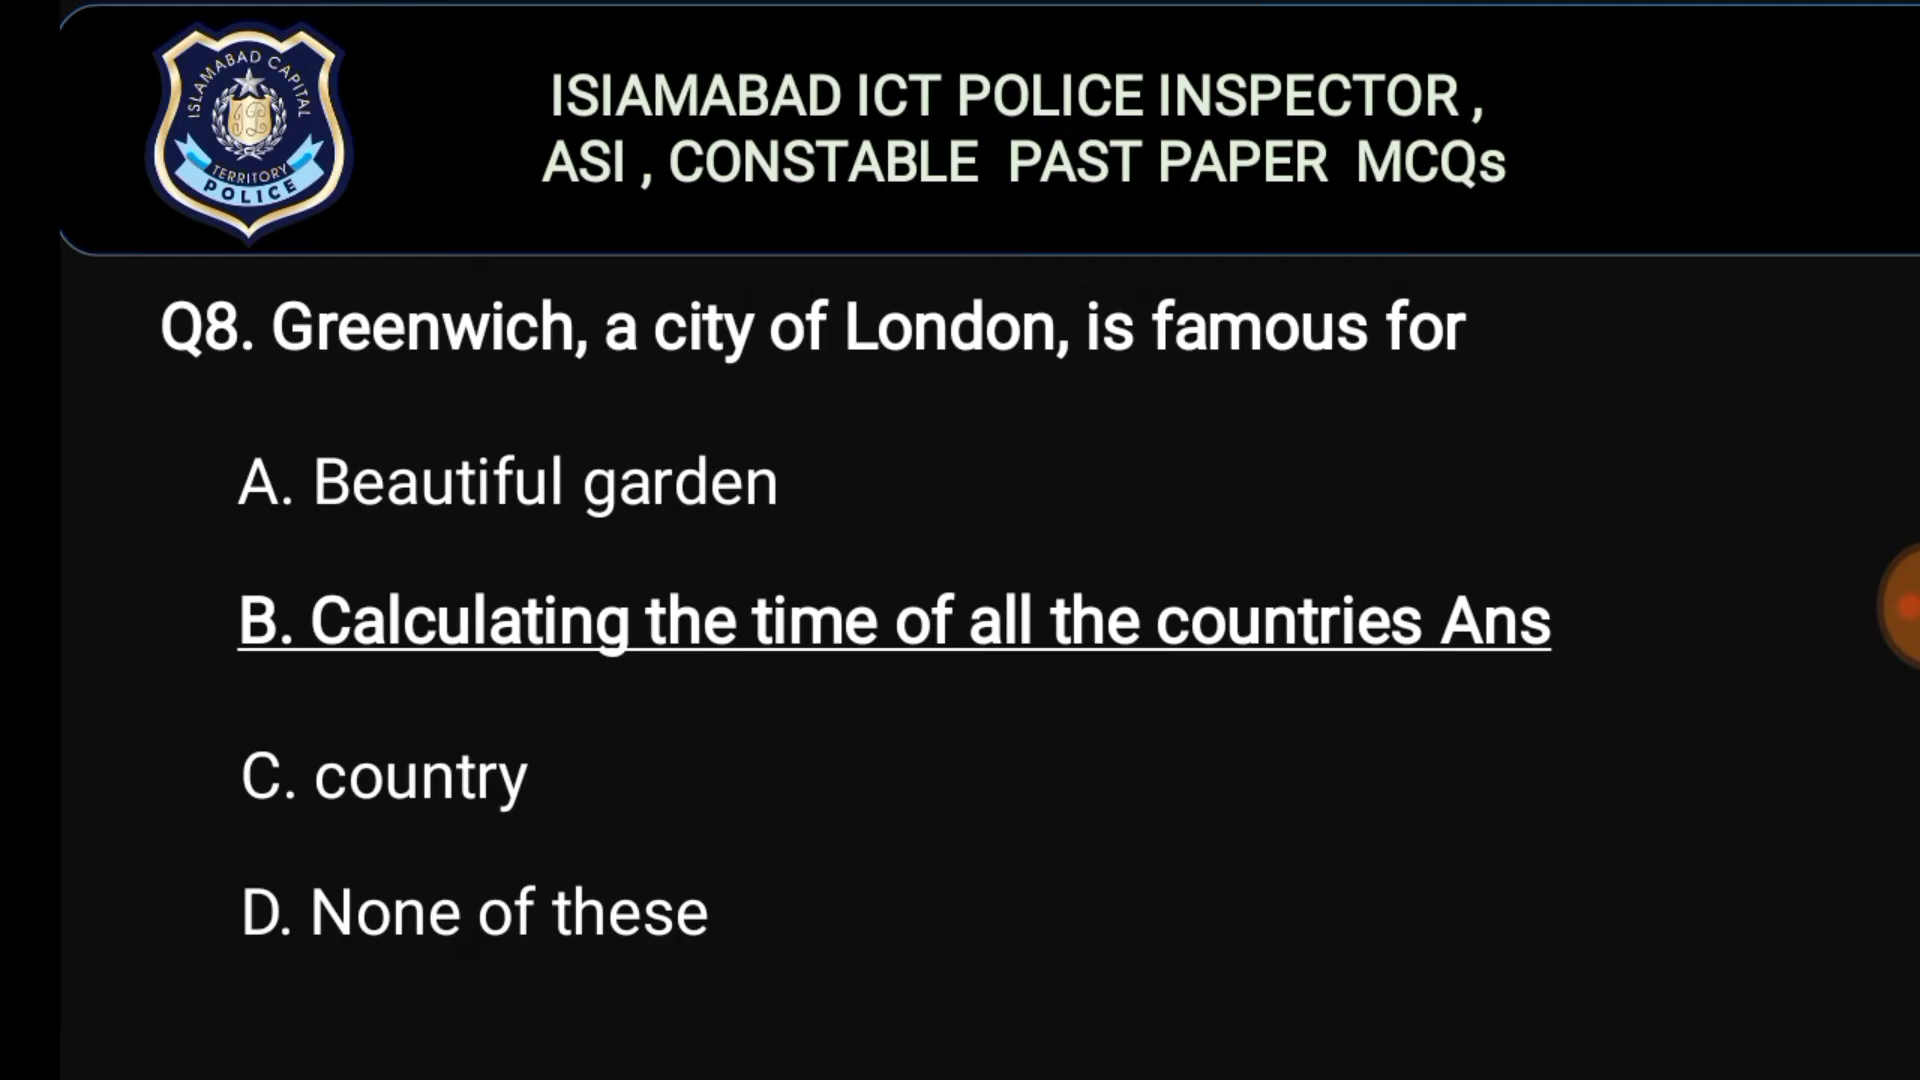 ISLAMABAD CAPITAL
TERRITORY
POLICE
ISIAMABAD ICT POLICE INSPECTOR ,
ASI , CONSTABLE PAST PAPER MCQs
Q8. Greenwich, a city of London, is famous for
A. Beautiful garden
B. Calculating the time of all the countries Ans
C. country
D. None of these